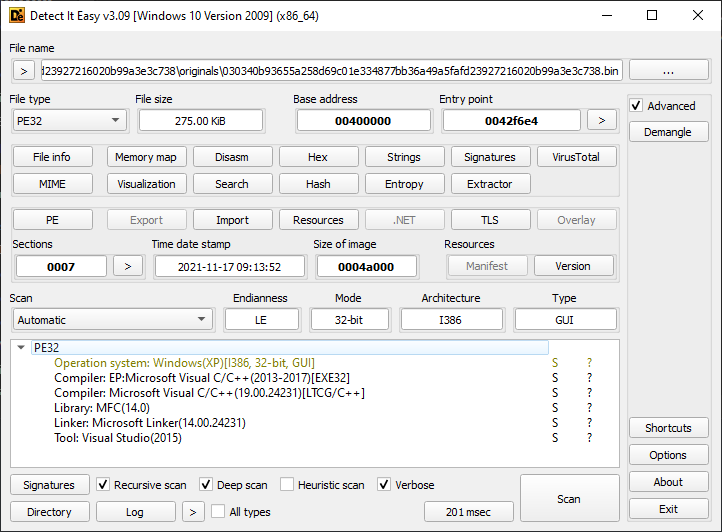 Detect It Easy v3.09 [Windows 10 Version 2009] (x86_64)
File name
> d23927216020b99a3e3c738\originals\030340b93655a258d69c01e334877bb36a49a5fafd23927216020b99a3e3c738.bin ...
File type File size Base address Entry point Advanced
PE32 275.00 KiB 00400000 0042f6e4 > Demangle
File info Memory map Disasm Hex Strings Signatures VirusTotal
MIME Visualization Search Hash Entropy Extractor
PE Export Import Resources .NET TLS Overlay
Sections Time date stamp Size of image Resources
0007 > 2021-11-17 09:13:52 0004a000 Manifest Version
Scan Endianness Mode Architecture Type
Automatic LE 32-bit I386 GUI
PE32
Operation system: Windows(XP)[I386, 32-bit, GUI] S ?
Compiler: EP:Microsoft Visual C/C++(2013-2017)[EXE32] S ?
Compiler: Microsoft Visual C/C++(19.00.24231)[LTCG/C++] S ?
Library: MFC(14.0) S ?
Linker: Microsoft Linker(14.00.24231) S ?
Tool: Visual Studio(2015) S ?
Shortcuts
Options
About
Exit
Signatures Recursive scan Deep scan Heuristic scan Verbose
Directory Log > All types 201 msec Scan